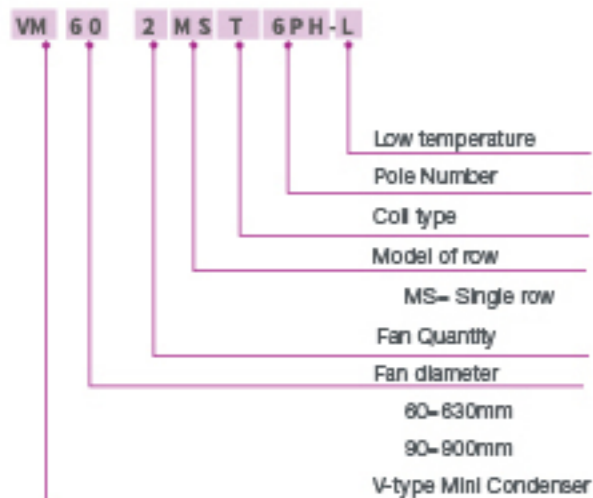 VM 60 2 MS T 6PH-L
Low temperature
Pole Number
Coil type
Model of row
MS= Single row
Fan Quantity
Fan diameter
60=630mm
90=900mm
V-type Mini Condenser